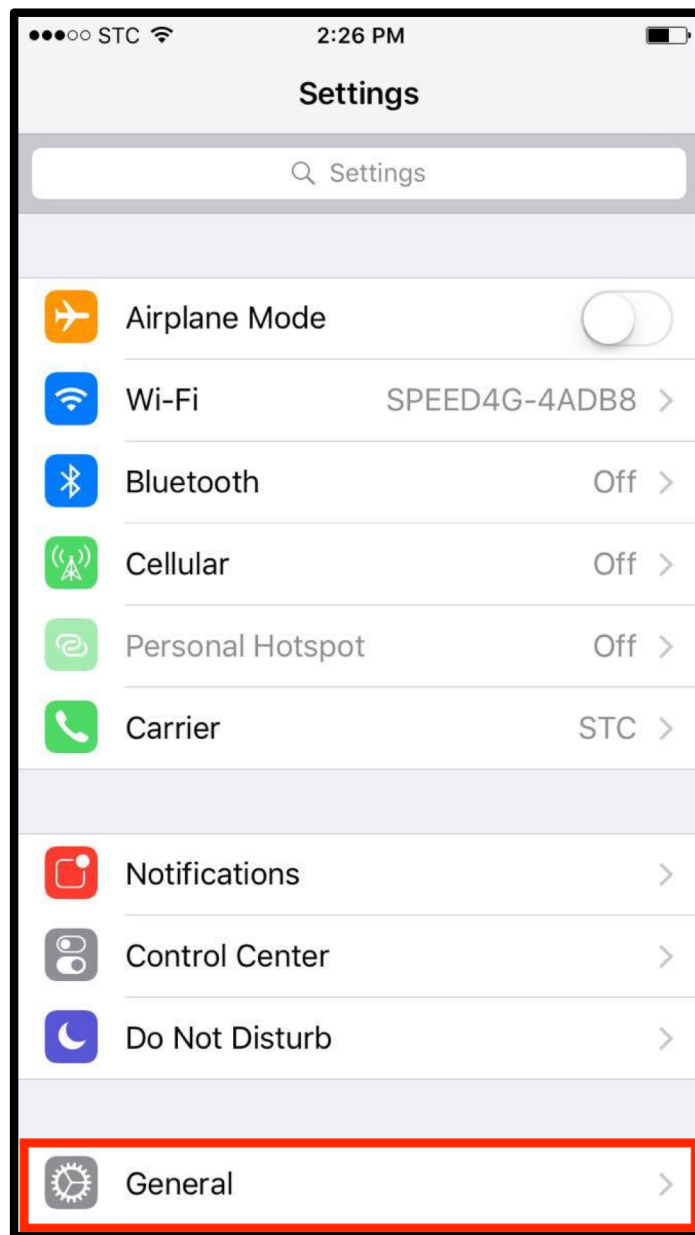 STC 2:26 PM
Settings
Settings
Airplane Mode
Wi-Fi SPEED4G-4ADB8
Bluetooth Off
Cellular Off
Personal Hotspot Off
Carrier STC
Notifications
Control Center
Do Not Disturb
General